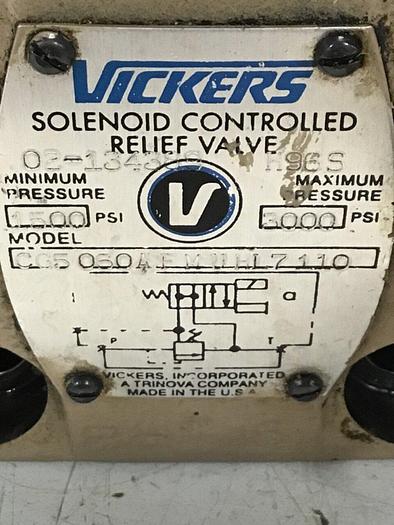 VICKERS
SOLENOID CONTROLLED
RELIEF VALVE
H96S
MINIMUM PRESSURE 1500 PSI
V
MAXIMUM PRESSURE 3000 PSI
MODEL
a
P T
VICKERS, INCORPORATED
A TRINOVA COMPANY
MADE IN THE U.S.A